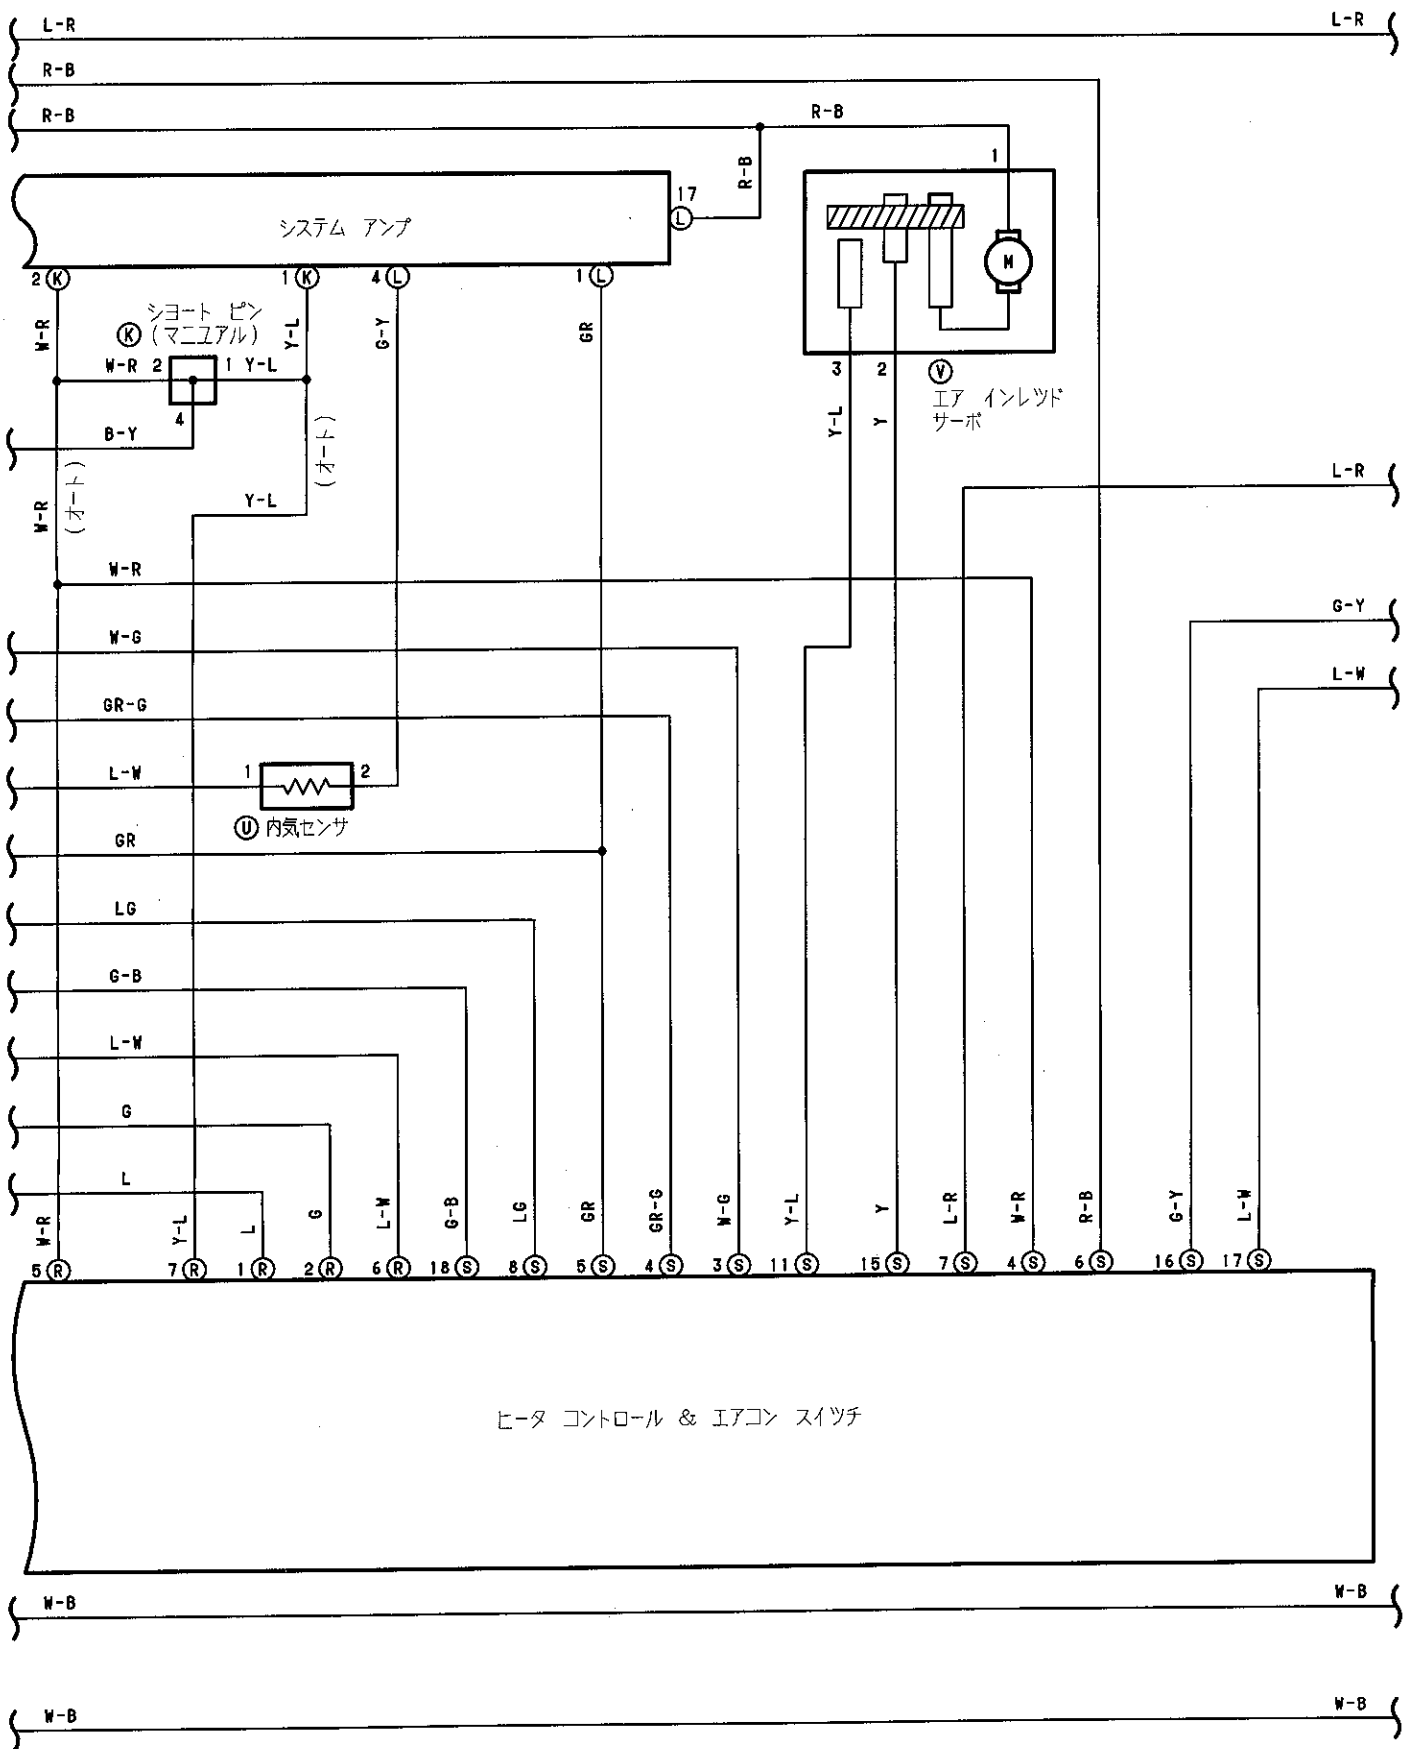 L-R L-R
R-B
R-B R-B
1
R-B
17
L
システム アンプ
M
2 K 1 K 4 L 1 L
ショート ピン
K (マニュアル)
W-R Y-L G-Y GR
W-R 2 1 Y-L
4
3 2 V
エア インレツド
サーボ
Y-L Y
B-Y
(オート) (オート)
L-R
W-R
Y-L
W-R
G-Y
W-G
L-W
GR-G
L-W 1 2
U 内気センサ
GR
LG
G-B
L-W
G
L
W-R Y-L L G L-W G-B LG GR GR-G W-G Y-L Y L-R W-R R-B G-Y L-W
5 R 7 R 1 R 2 R 6 R 18 S 8 S 5 S 4 S 3 S 11 S 15 S 7 S 4 S 6 S 16 S 17 S
ヒータ コントロール & エアコン スイツチ
W-B W-B
W-B W-B